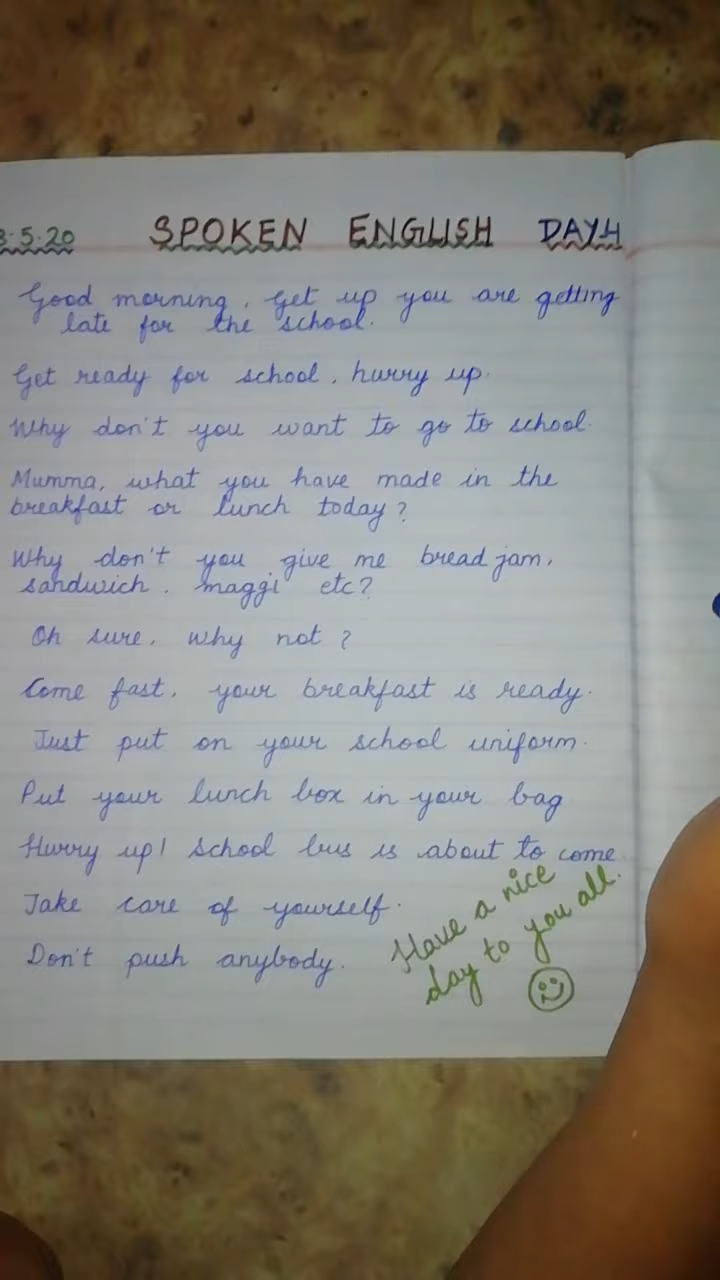 3.5.20 SPOKEN ENGLISH DAY4
Good morning, get up you are getting
late for the school.
Get ready for school, hurry up.
Why don't you want to go to school.
Mumma, what you have made in the
breakfast or lunch today?
Why don't you give me bread jam,
sandwich, maggi etc?
Oh sure, why not?
Come fast, your breakfast is ready.
Just put on your school uniform.
Put your lunch box in your bag
Hurry up! School bus is about to come.
Take care of yourself.
Don't push anybody.
Have a nice
day to you all.